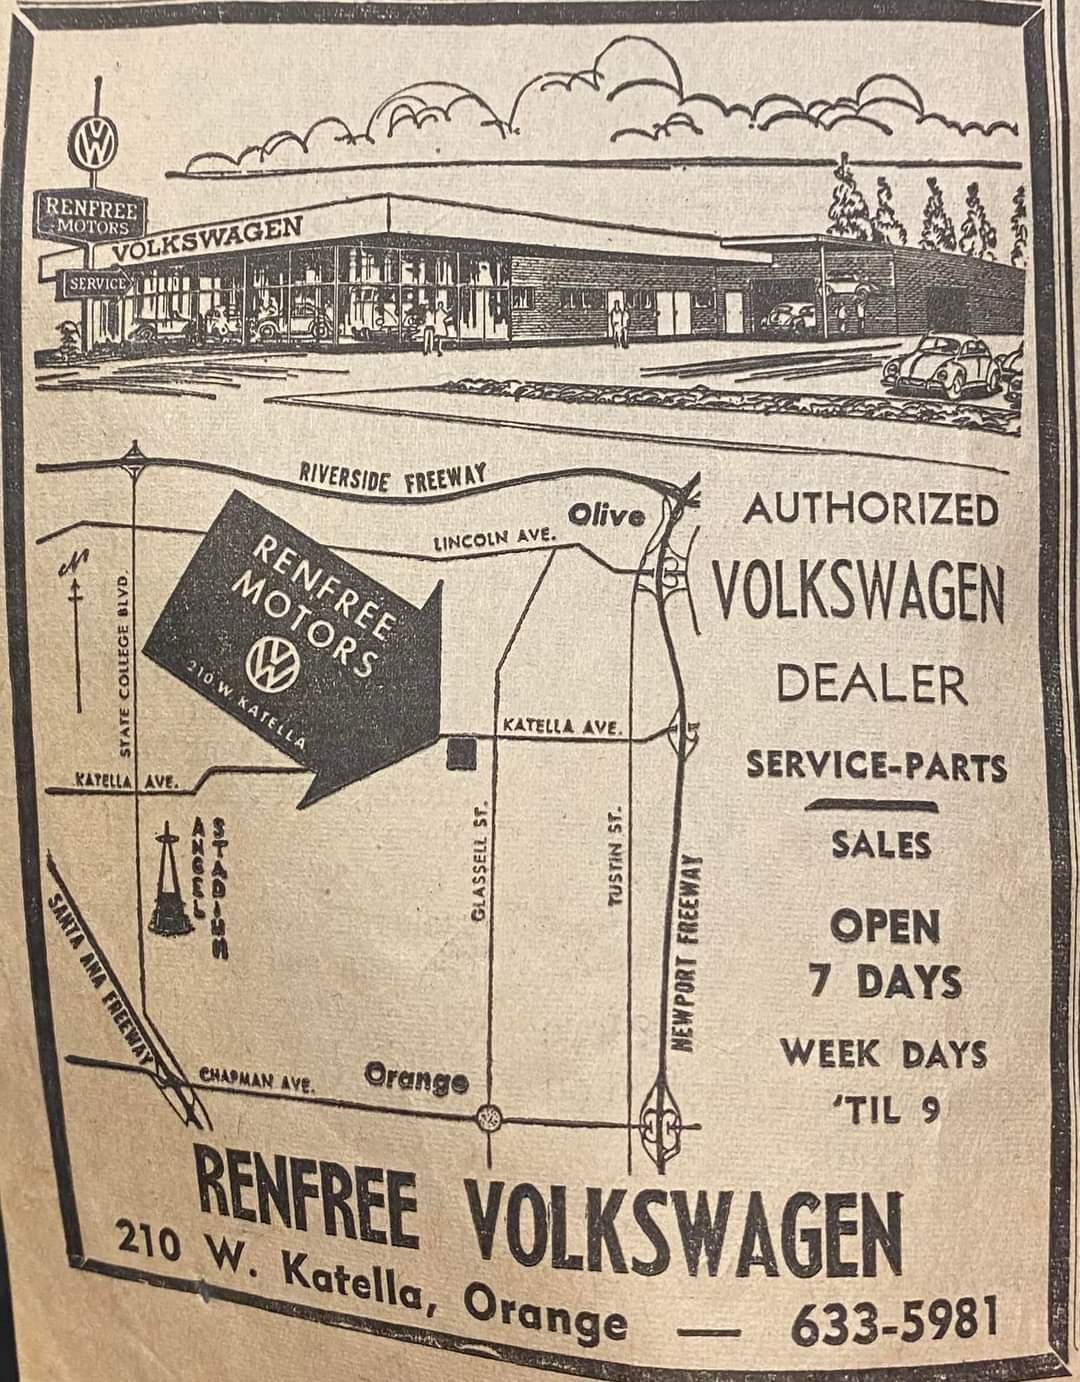 VW
RENFREE
MOTORS
VOLKSWAGEN
SERVICE
RIVERSIDE FREEWAY
Olive
LINCOLN AVE.
N
STATE COLLEGE BLVD.
RENFREE
MOTORS
VW
210 W KATELLA
KATELLA AVE.
KATELLA AVE.
ANGEL
STADIUM
GLASSELL ST.
TUSTIN ST.
NEWPORT FREEWAY
SANTA ANA FREEWAY
CHAPMAN AVE.
Orange
AUTHORIZED
VOLKSWAGEN
DEALER
SERVICE-PARTS
SALES
OPEN
7 DAYS
WEEK DAYS
'TIL 9
RENFREE VOLKSWAGEN
210 W. Katella, Orange — 633-5981